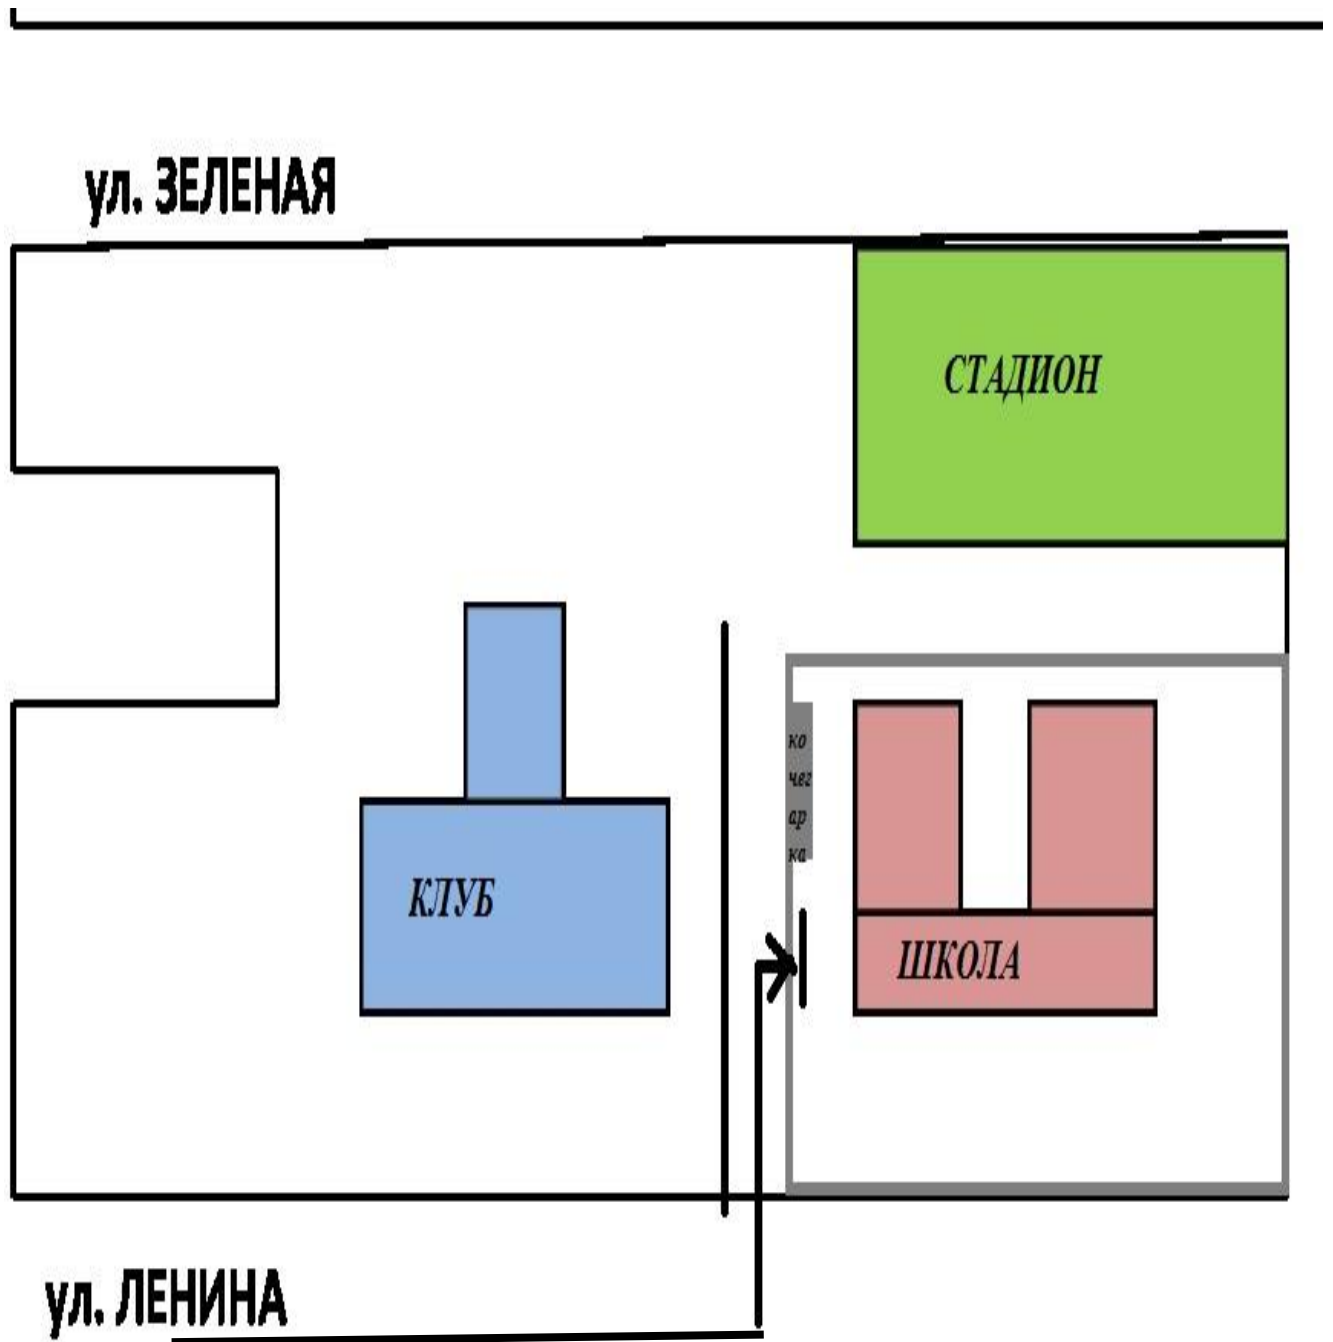 ул. ЗЕЛЕНАЯ
СТАДИОН
ко
чег
ар
ка
КЛУБ
ШКОЛА
ул. ЛЕНИНА